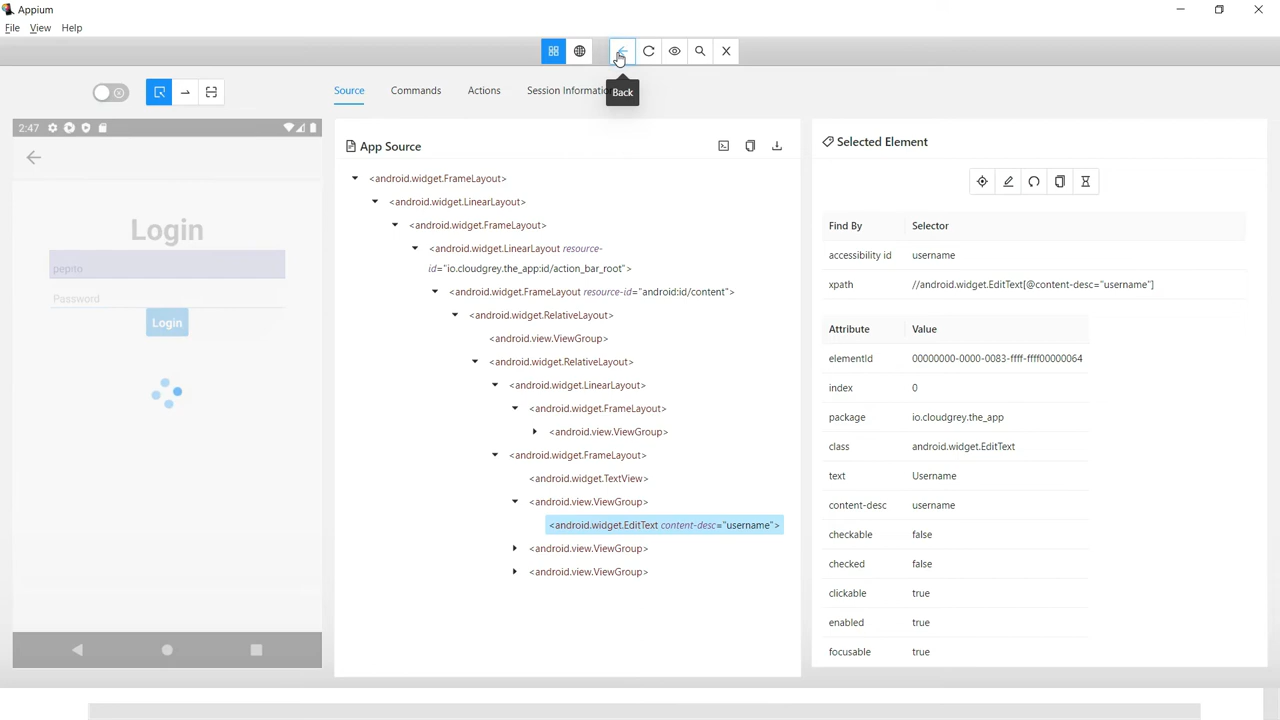 Appium
File View Help
Source Commands Actions Session Informatio
Back
2:47
Login
pepito
Password
Login
App Source
<android.widget.FrameLayout>
<android.widget.LinearLayout>
<android.widget.FrameLayout>
<android.widget.LinearLayout resource-
id="io.cloudgrey.the_app:id/action_bar_root">
<android.widget.FrameLayout resource-id="android:id/content">
<android.widget.RelativeLayout>
<android.view.ViewGroup>
<android.widget.RelativeLayout>
<android.widget.LinearLayout>
<android.widget.FrameLayout>
<android.view.ViewGroup>
<android.widget.FrameLayout>
<android.widget.TextView>
<android.view.ViewGroup>
<android.widget.EditText content-desc="username">
<android.view.ViewGroup>
<android.view.ViewGroup>
Selected Element
Find By Selector
accessibility id username
xpath //android.widget.EditText[@content-desc="username"]
Attribute Value
elementId 00000000-0000-0083-ffff-ffff00000064
index 0
package io.cloudgrey.the_app
class android.widget.EditText
text Username
content-desc username
checkable false
checked false
clickable true
enabled true
focusable true